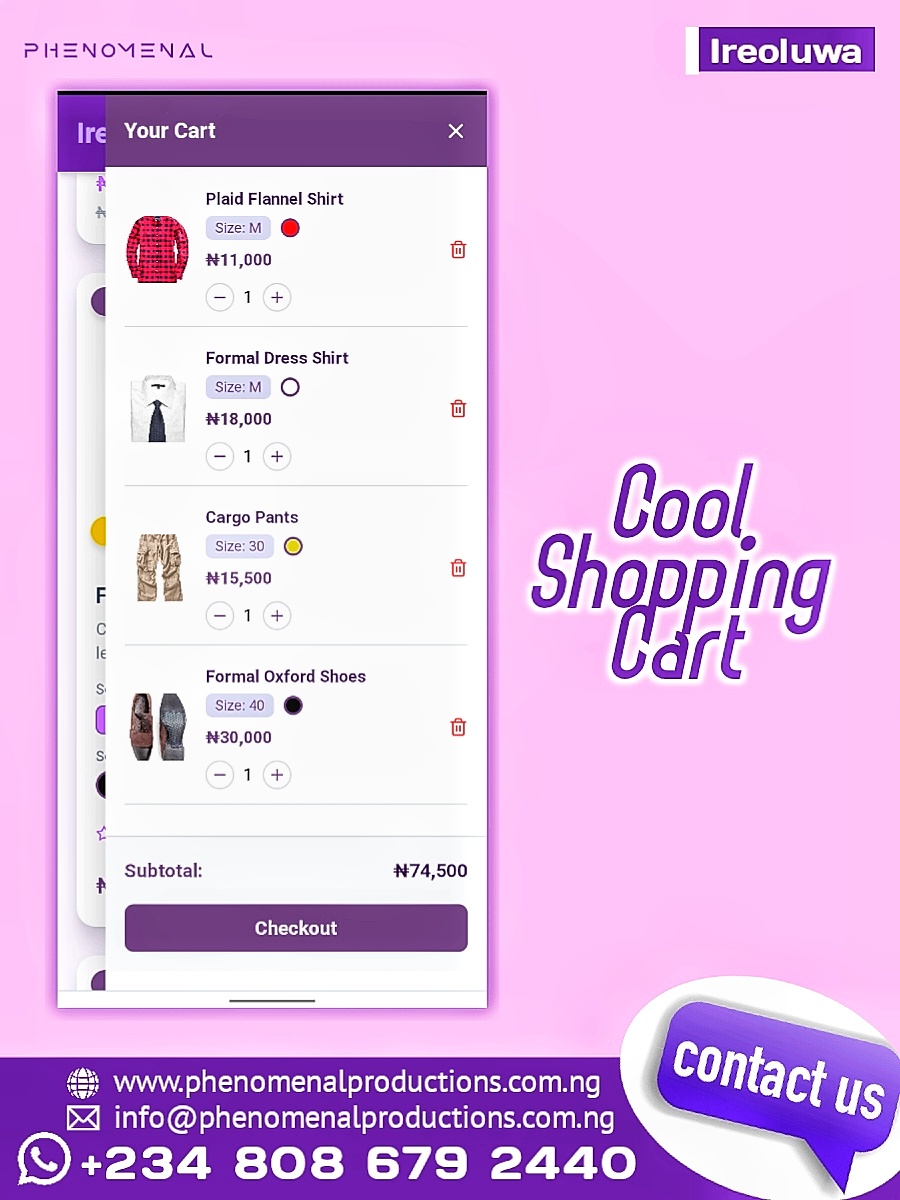 PHENOMENAL
Ireoluwa
Ire
Your Cart
Plaid Flannel Shirt
Size: M
₦11,000
1
Formal Dress Shirt
Size: M
₦18,000
1
Cargo Pants
Size: 30
₦15,500
1
Formal Oxford Shoes
Size: 40
₦30,000
1
Subtotal: ₦74,500
Checkout
Cool
Shopping
Cart
contact us
www.phenomenalproductions.com.ng
info@phenomenalproductions.com.ng
+234 808 679 2440